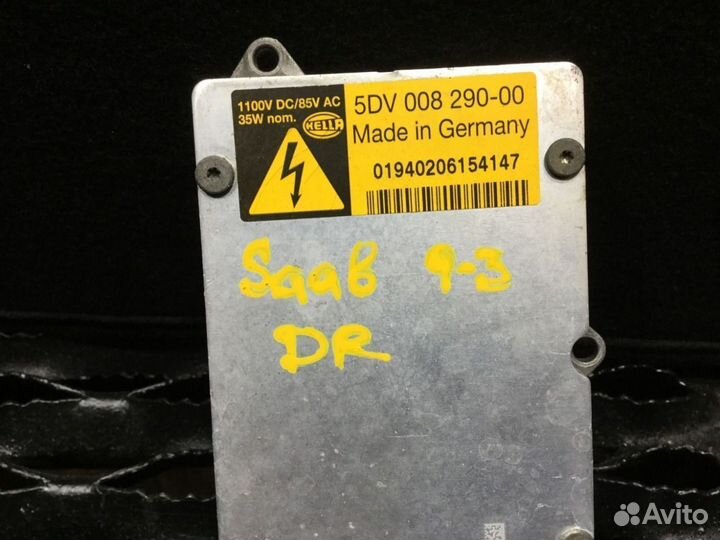 1100V DC/85V AC
35W nom.
HELLA
5DV 008 290-00
Made in Germany
01940206154147
Saab 9-3
DR
Avito